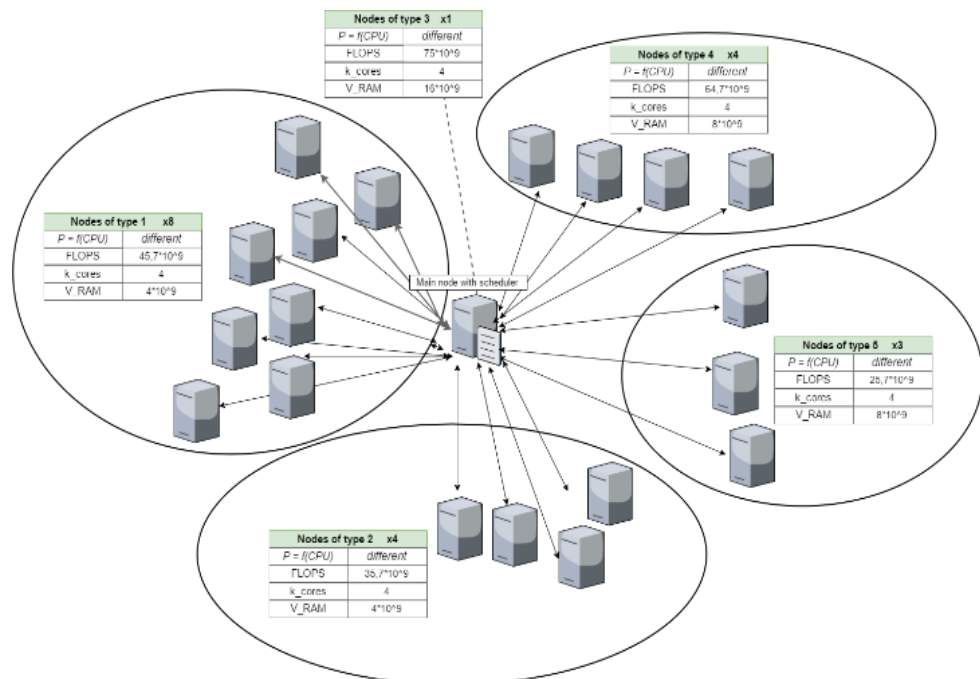 Nodes of type 3 x1
P = f(CPU) different
FLOPS 75*10^9
k_cores 4
V_RAM 16*10^9
Nodes of type 4 x4
P = f(CPU) different
FLOPS 64,7*10^9
k_cores 4
V_RAM 8*10^9
Nodes of type 1 x8
P = f(CPU) different
FLOPS 45,7*10^9
k_cores 4
V_RAM 4*10^9
Main node with scheduler
Nodes of type 5 x3
P = f(CPU) different
FLOPS 25,7*10^9
k_cores 4
V_RAM 8*10^9
Nodes of type 2 x4
P = f(CPU) different
FLOPS 35,7*10^9
k_cores 4
V_RAM 4*10^9